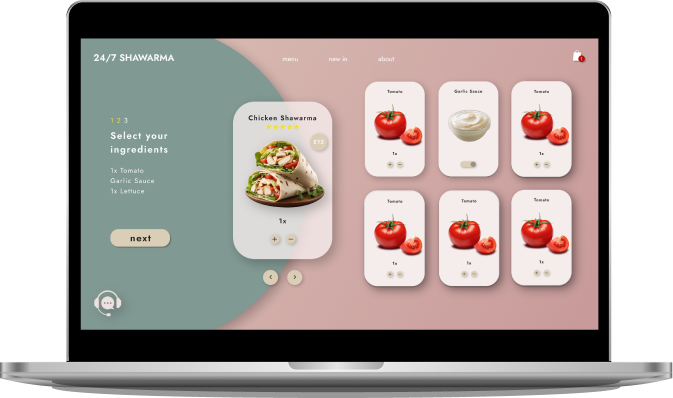 24/7 SHAWARMA
menu
new in
about
1 2 3
Select your
ingredients
1x Tomato
Garlic Sauce
1x Lettuce
next
Chicken Shawarma
1x
Tomato
1x
Garlic Sauce
Tomato
1x
Tomato
1x
Tomato
1x
Tomato
1x